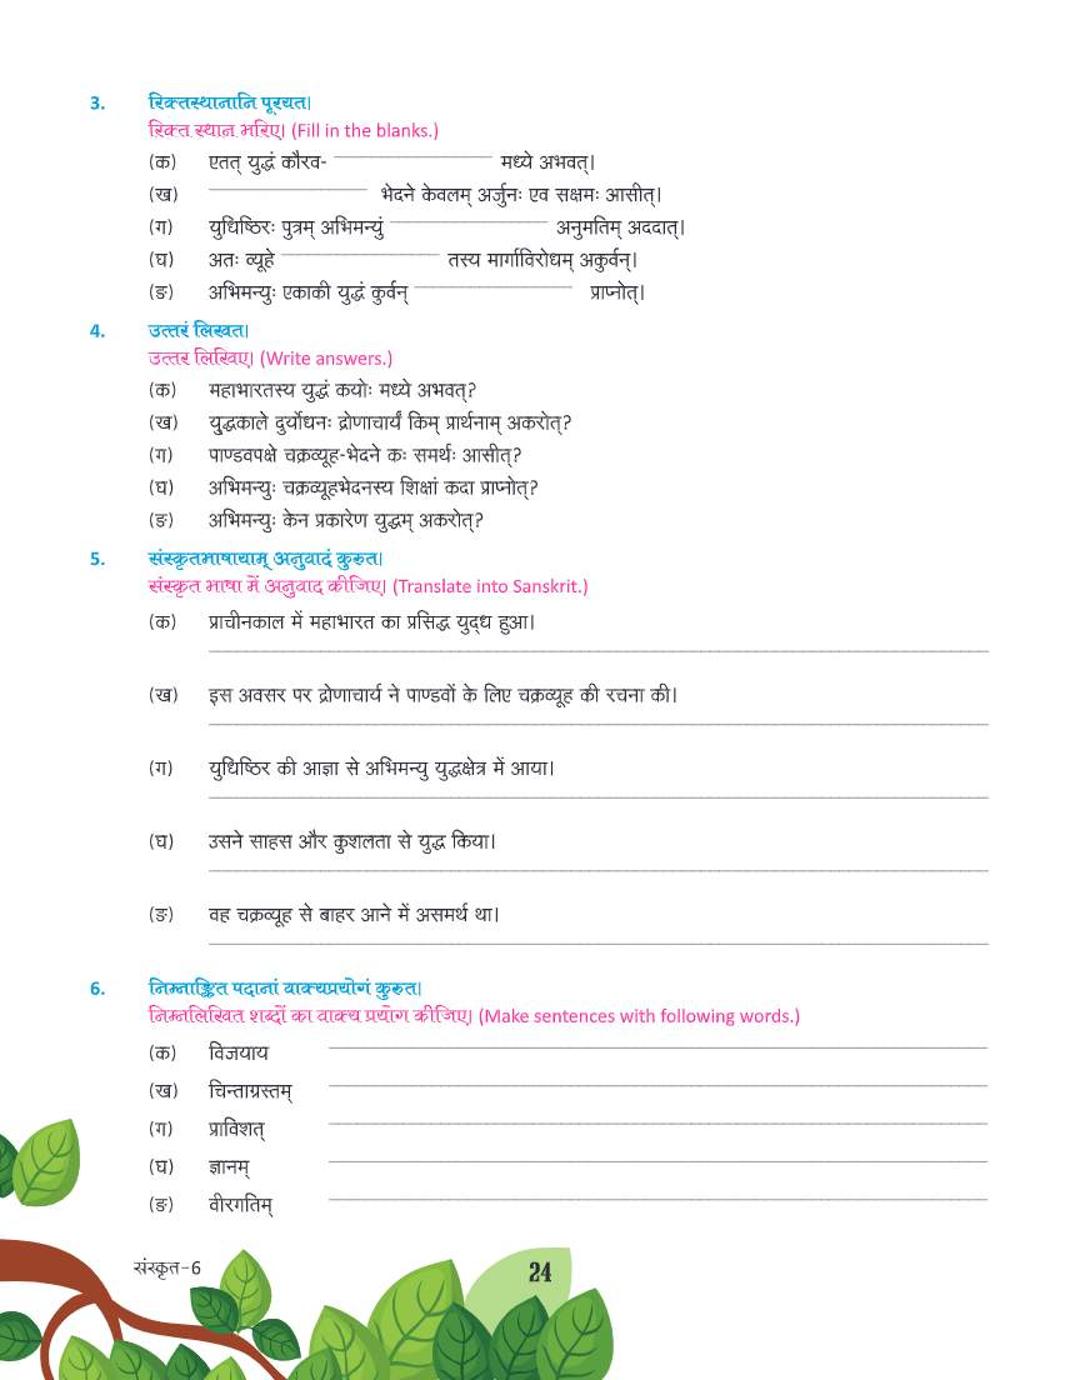 3. रिक्तस्थानानि पूरयत।
रिक्त स्थान भरिए। (Fill in the blanks.)
(क) एतत् युद्धं कौरव- मध्ये अभवत्।
(ख) भेदने केवलम् अर्जुनः एव सक्षमः आसीत्।
(ग) युधिष्ठिरः पुत्रम् अभिमन्युं अनुमतिम् अददात्।
(घ) अतः व्यूहे तस्य मार्गाविरोधम् अकुर्वन्।
(ङ) अभिमन्युः एकाकी युद्धं कुर्वन् प्राप्नोत्।
4. उत्तरं लिखत।
उत्तर लिखिए। (Write answers.)
(क) महाभारतस्य युद्धं कयोः मध्ये अभवत्?
(ख) युद्धकाले दुर्योधनः द्रोणाचार्यं किम् प्रार्थनाम् अकरोत्?
(ग) पाण्डवपक्षे चक्रव्यूह-भेदने कः समर्थः आसीत्?
(घ) अभिमन्युः चक्रव्यूहभेदनस्य शिक्षां कदा प्राप्नोत्?
(ङ) अभिमन्युः केन प्रकारेण युद्धम् अकरोत्?
5. संस्कृतभाषायाम् अनुवादं कुरुत।
संस्कृत भाषा में अनुवाद कीजिए। (Translate into Sanskrit.)
(क) प्राचीनकाल में महाभारत का प्रसिद्ध युद्ध हुआ।
(ख) इस अवसर पर द्रोणाचार्य ने पाण्डवों के लिए चक्रव्यूह की रचना की।
(ग) युधिष्ठिर की आज्ञा से अभिमन्यु युद्धक्षेत्र में आया।
(घ) उसने साहस और कुशलता से युद्ध किया।
(ङ) वह चक्रव्यूह से बाहर आने में असमर्थ था।
6. निम्नाङ्कित पदानां वाक्यप्रयोगं कुरुत।
निम्नलिखित शब्दों का वाक्य प्रयोग कीजिए। (Make sentences with following words.)
(क) विजयाय
(ख) चिन्ताग्रस्तम्
(ग) प्राविशत्
(घ) ज्ञानम्
(ङ) वीरगतिम्
संस्कृत-6
24